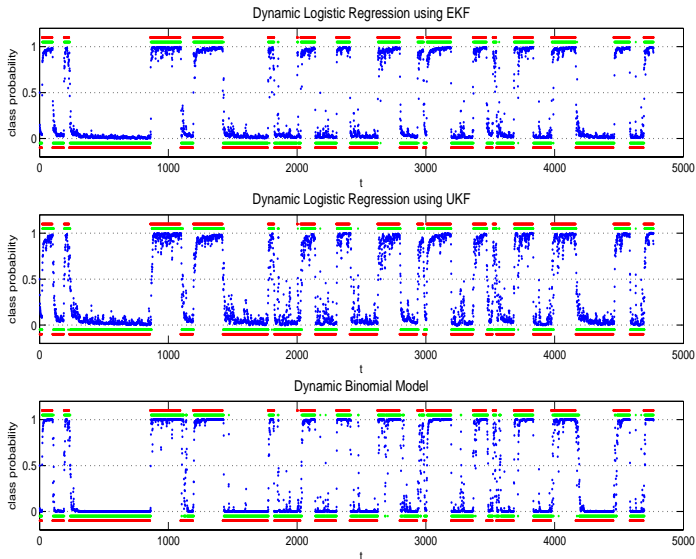 Dynamic Logistic Regression using EKF
class probability
1
0.5
0
0 1000 2000 3000 4000 5000
t
Dynamic Logistic Regression using UKF
class probability
1
0.5
0
0 1000 2000 3000 4000 5000
t
Dynamic Binomial Model
class probability
1
0.5
0
0 1000 2000 3000 4000 5000
t